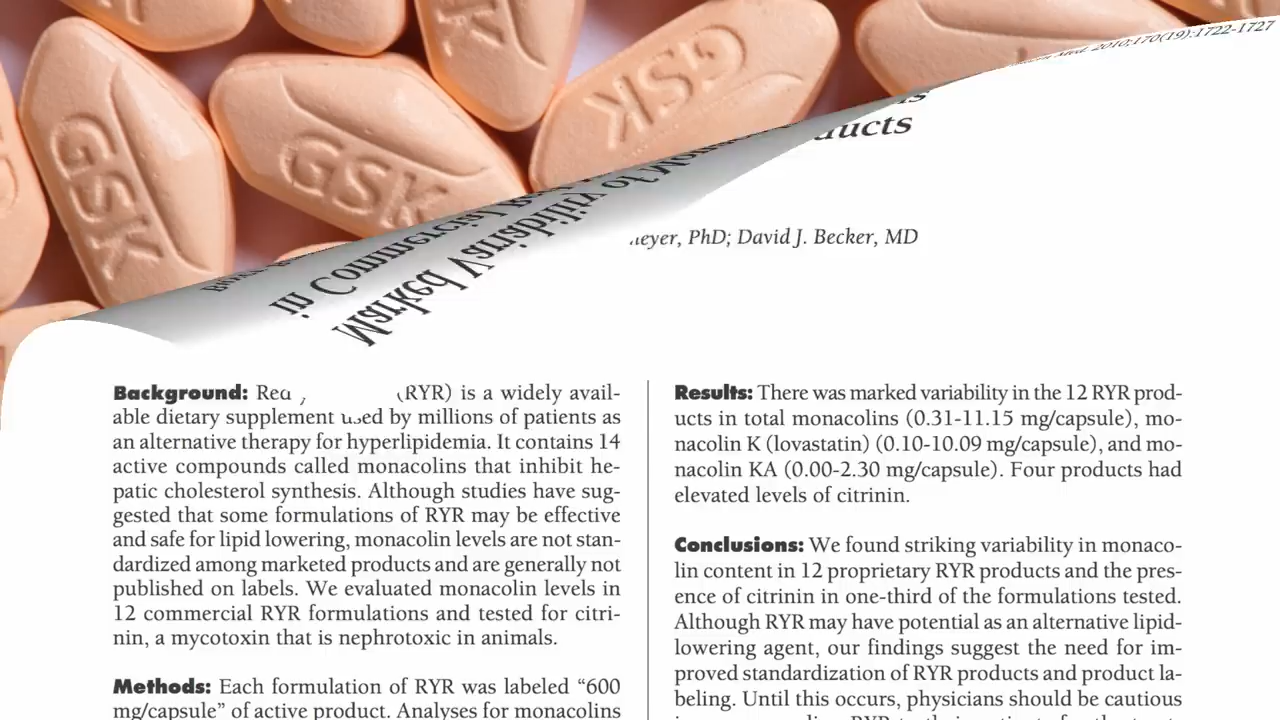 GSK
GSK
GSK
Med. 2010;170(19):1722-1727
Marked Variability of
in Commercial
PhD; David J. Becker, MD
Background: (RYR) is a widely avail-
able dietary supplement used by millions of patients as
an alternative therapy for hyperlipidemia. It contains 14
active compounds called monacolins that inhibit he-
patic cholesterol synthesis. Although studies have sug-
gested that some formulations of RYR may be effective
and safe for lipid lowering, monacolin levels are not stan-
dardized among marketed products and are generally not
published on labels. We evaluated monacolin levels in
12 commercial RYR formulations and tested for citri-
nin, a mycotoxin that is nephrotoxic in animals.
Methods: Each formulation of RYR was labeled “600
mg/capsule” of active product. Analyses for monacolins
Results: There was marked variability in the 12 RYR prod-
ucts in total monacolins (0.31-11.15 mg/capsule), mo-
nacolin K (lovastatin) (0.10-10.09 mg/capsule), and mo-
nacolin KA (0.00-2.30 mg/capsule). Four products had
elevated levels of citrinin.
Conclusions: We found striking variability in monaco-
lin content in 12 proprietary RYR products and the pres-
ence of citrinin in one-third of the formulations tested.
Although RYR may have potential as an alternative lipid-
lowering agent, our findings suggest the need for im-
proved standardization of RYR products and product la-
beling. Until this occurs, physicians should be cautious